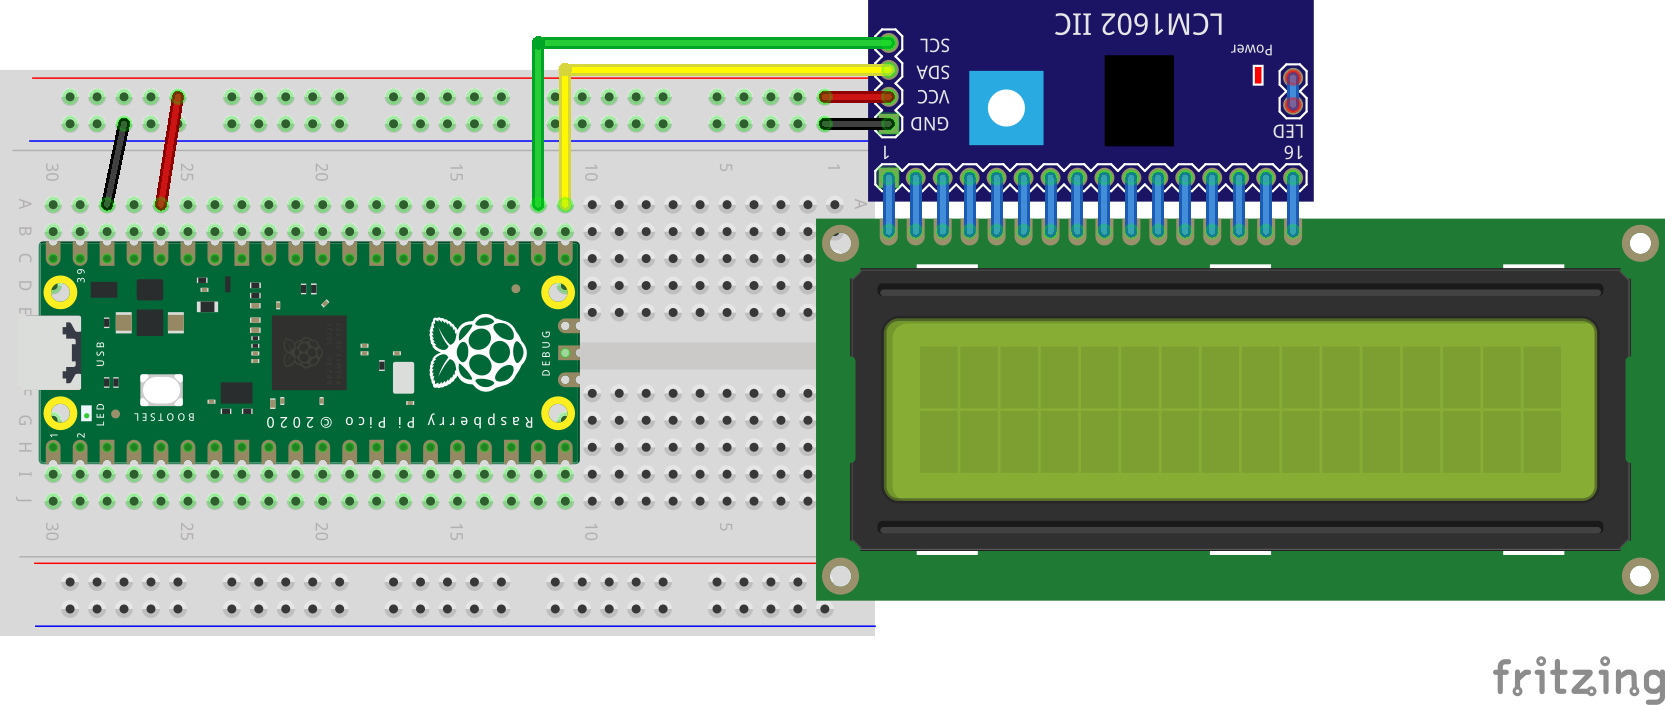 LCM1602 IIC
SCL
SDA
VCC
GND
Power
LED
1
16
30
25
20
15
10
5
1
A
A
B
C
D
E
39
USB
DEBUG
BOOTSEL
LED
1
2
Raspberry Pi Pico © 2020
F
G
H
I
J
30
25
20
15
10
5
fritzing